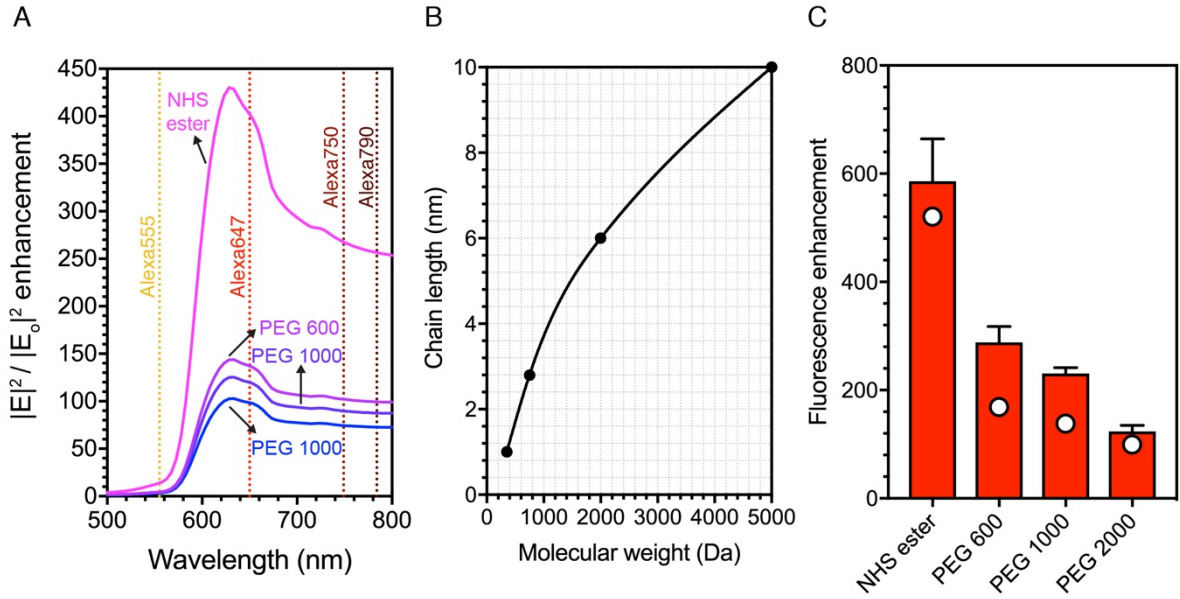 A
|E|² / |Eₒ|² enhancement
450
400
350
300
250
200
150
100
50
0
NHS
ester
Alexa555
Alexa647
Alexa750
Alexa790
PEG 600
PEG 1000
PEG 1000
500
600
700
800
Wavelength (nm)
B
Chain length (nm)
10
8
6
4
2
0
0
1000
2000
3000
4000
5000
Molecular weight (Da)
C
Fluorescence enhancement
800
600
400
200
0
NHS ester
PEG 600
PEG 1000
PEG 2000